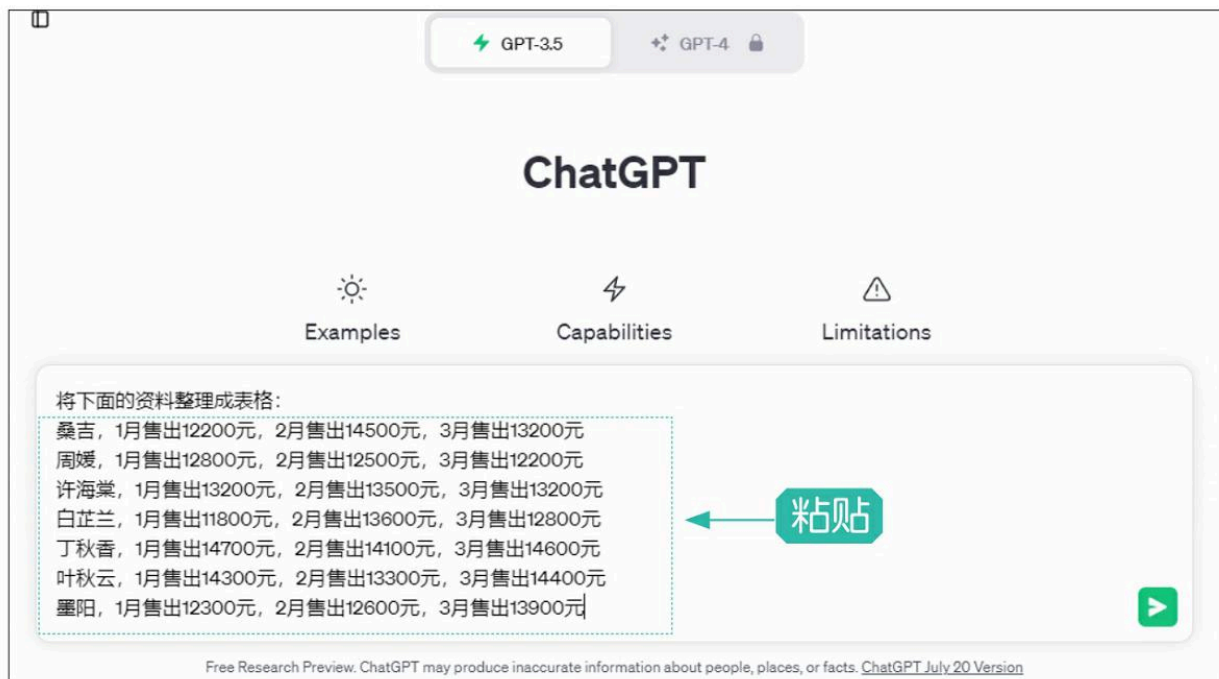 GPT-3.5
GPT-4
ChatGPT
Examples
Capabilities
Limitations
将下面的资料整理成表格：
桑吉，1月售出12200元，2月售出14500元，3月售出13200元
周媛，1月售出12800元，2月售出12500元，3月售出12200元
许海棠，1月售出13200元，2月售出13500元，3月售出13200元
白芷兰，1月售出11800元，2月售出13600元，3月售出12800元
丁秋香，1月售出14700元，2月售出14100元，3月售出14600元
叶秋云，1月售出14300元，2月售出13300元，3月售出14400元
墨阳，1月售出12300元，2月售出12600元，3月售出13900元
粘贴
Free Research Preview. ChatGPT may produce inaccurate information about people, places, or facts. ChatGPT July 20 Version